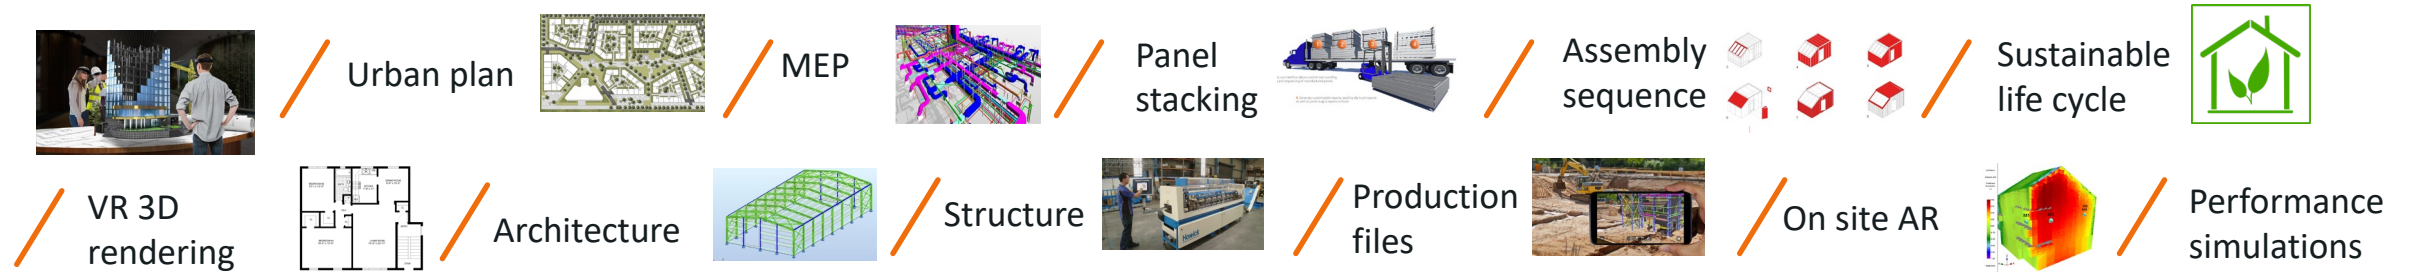 Urban plan
MEP
Panel
stacking
Assembly
sequence
Sustainable
life cycle
VR 3D
rendering
Architecture
Structure
Howick
Production
files
On site AR
Performance
simulations